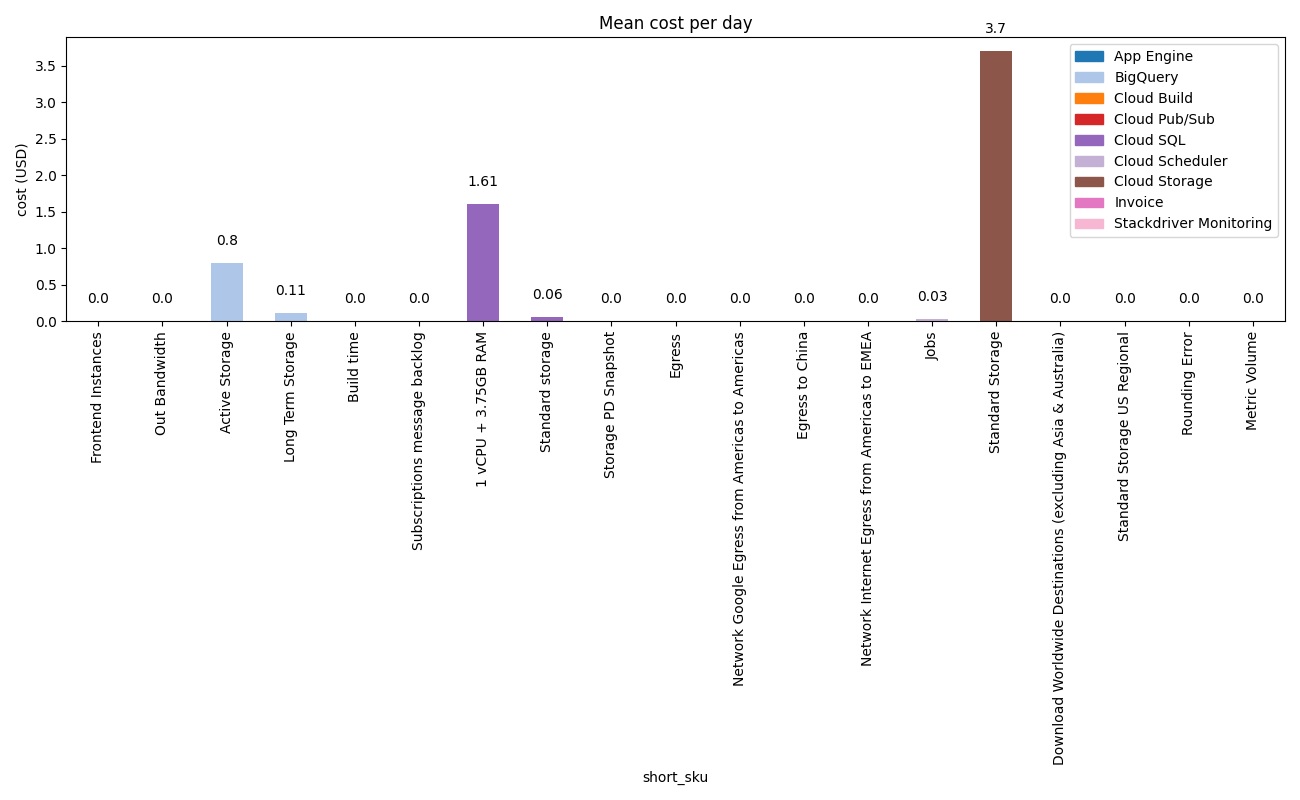 Mean cost per day
cost (USD)
3.5
3.0
2.5
2.0
1.5
1.0
0.5
0.0
0.0
0.0
0.8
0.11
0.0
0.0
1.61
0.06
0.0
0.0
0.0
0.0
0.0
0.03
3.7
0.0
0.0
0.0
0.0
App Engine
BigQuery
Cloud Build
Cloud Pub/Sub
Cloud SQL
Cloud Scheduler
Cloud Storage
Invoice
Stackdriver Monitoring
Frontend Instances
Out Bandwidth
Active Storage
Long Term Storage
Build time
Subscriptions message backlog
1 vCPU + 3.75GB RAM
Standard storage
Storage PD Snapshot
Egress
Network Google Egress from Americas to Americas
Egress to China
Network Internet Egress from Americas to EMEA
Jobs
Standard Storage
Download Worldwide Destinations (excluding Asia & Australia)
Standard Storage US Regional
Rounding Error
Metric Volume
short_sku